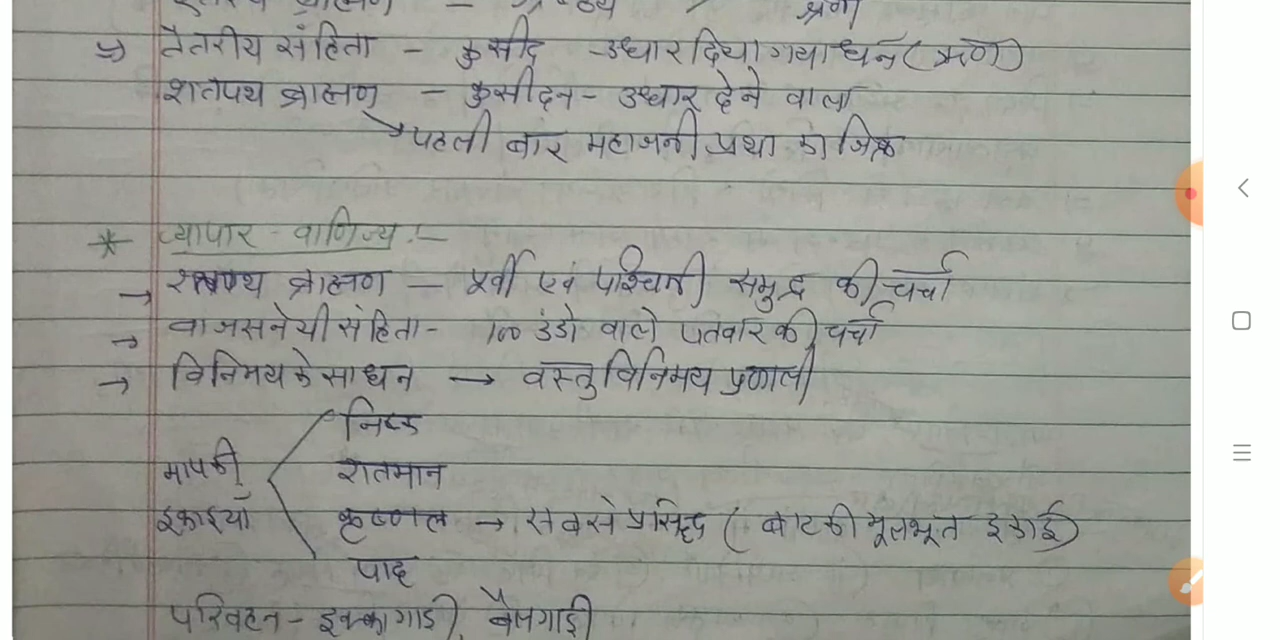 ⇒ तैतरीय संहिता - कुसीद - उधार दिया गया धन (ऋण)
शतपथ ब्राह्मण - कुसीदन - उधार देने वाला
↳ पहली बार महाजनी प्रथा का जिक्र
* व्यापार - वाणिज्य :-
→ शतपथ ब्राह्मण - पूर्वी एवं पश्चिमी समुद्र की चर्चा
→ वाजसनेयी संहिता - 100 डंडो वाले पतवार की चर्चा
→ विनिमय के साधन → वस्तु विनिमय प्रणाली
निष्क
मापकी शतमान
इकाइयाँ कृष्णल → सबसे प्रसिद्ध (बाट की मूलभूत इकाई)
पाद
परिवहन - इक्कागाड़ी, बैलगाड़ी